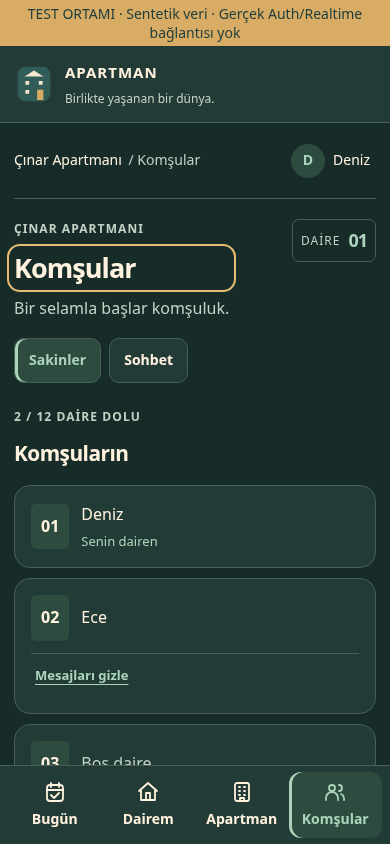 TEST ORTAMI · Sentetik veri · Gerçek Auth/Realtime
bağlantısı yok
APARTMAN
Birlikte yaşanan bir dünya.
Çınar Apartmanı / Komşular
D Deniz
ÇINAR APARTMANI
DAİRE 01
Komşular
Bir selamla başlar komşuluk.
Sakinler
Sohbet
2 / 12 DAİRE DOLU
Komşuların
01
Deniz
Senin dairen
02
Ece
Mesajları gizle
03
Boş daire
Bugün
Dairem
Apartman
Komşular